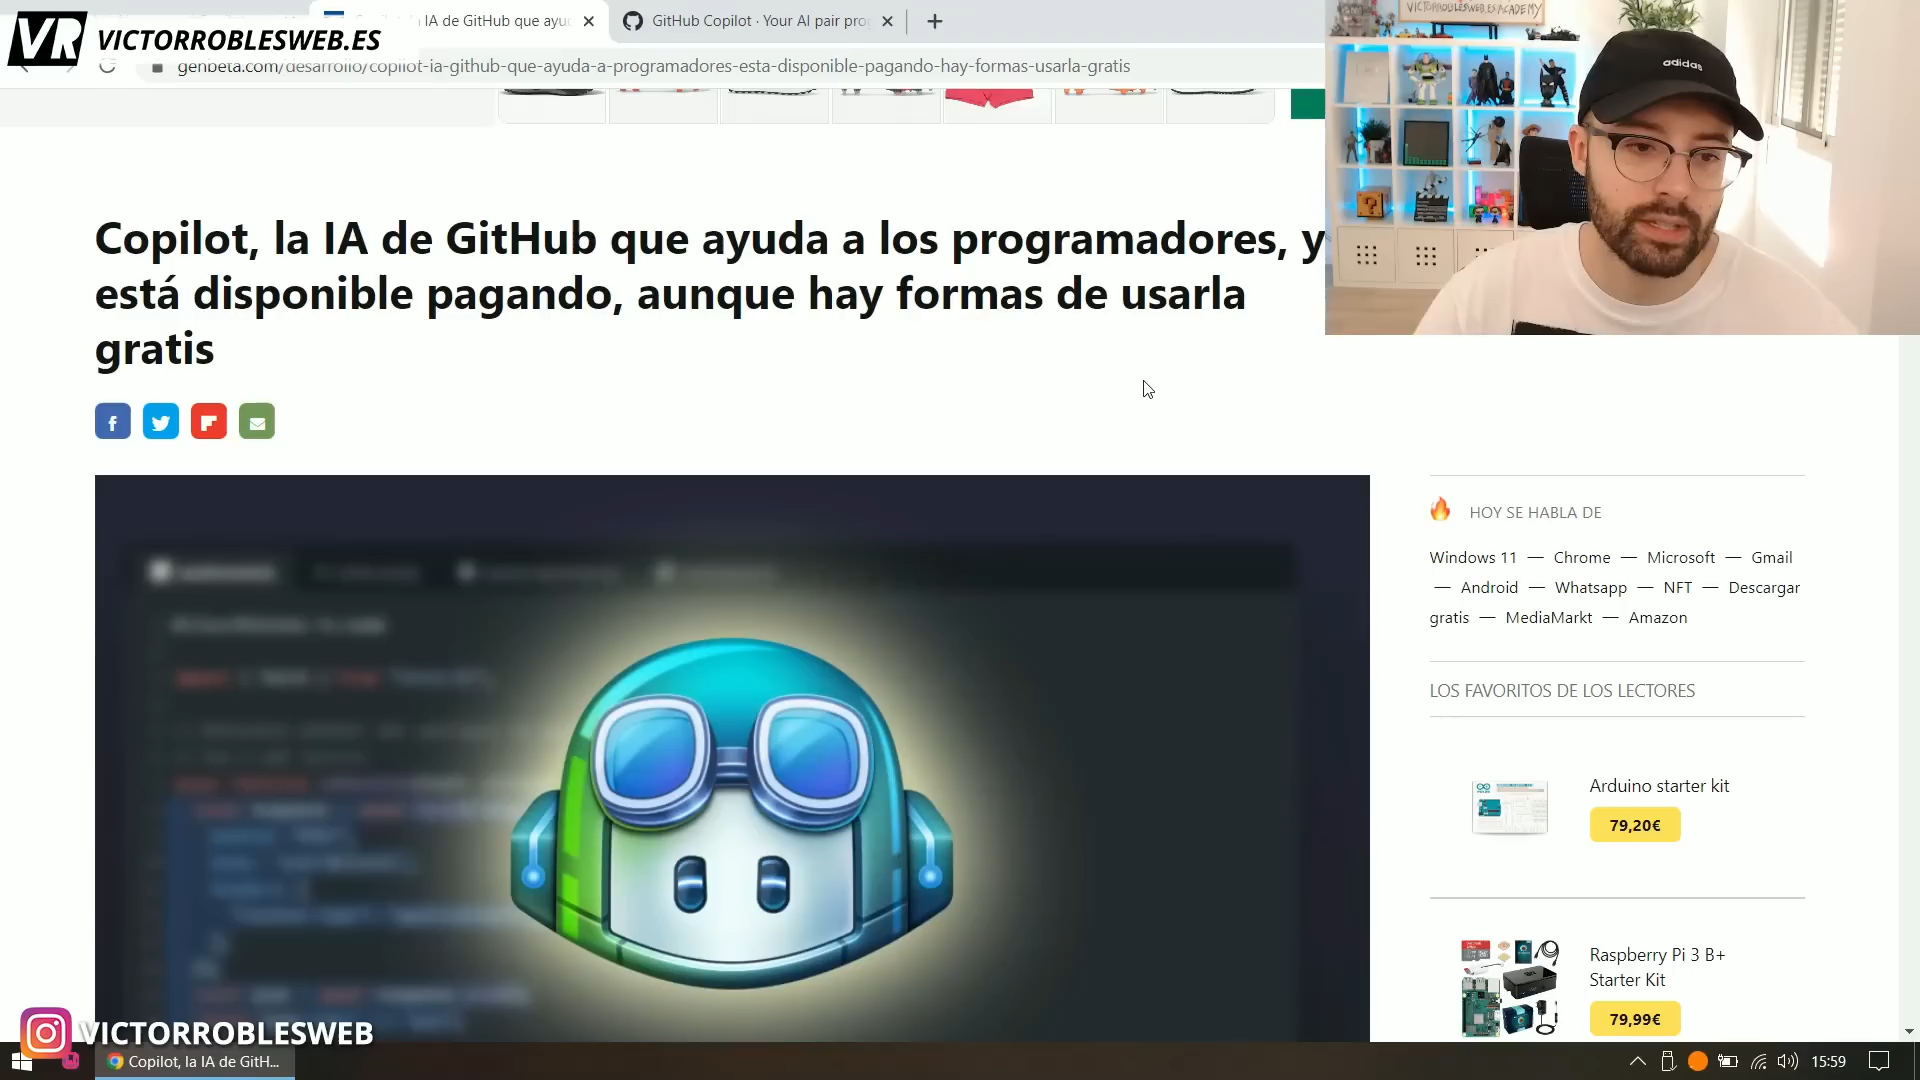 VR VICTORROBLESWEB.ES
IA de GitHub que ayu
GitHub Copilot · Your AI pair pro
genbeta.com/desarrollo/copilot-ia-github-que-ayuda-a-programadores-esta-disponible-pagando-hay-formas-usarla-gratis
VICTORROBLESWEB.ES ACADEMY
adidas
Copilot, la IA de GitHub que ayuda a los programadores, y
está disponible pagando, aunque hay formas de usarla
gratis
HOY SE HABLA DE
Windows 11 — Chrome — Microsoft — Gmail
— Android — Whatsapp — NFT — Descargar
gratis — MediaMarkt — Amazon
LOS FAVORITOS DE LOS LECTORES
Arduino starter kit
79,20€
Raspberry Pi 3 B+
Starter Kit
79,99€
VICTORROBLESWEB
Copilot, la IA de GitH...
15:59